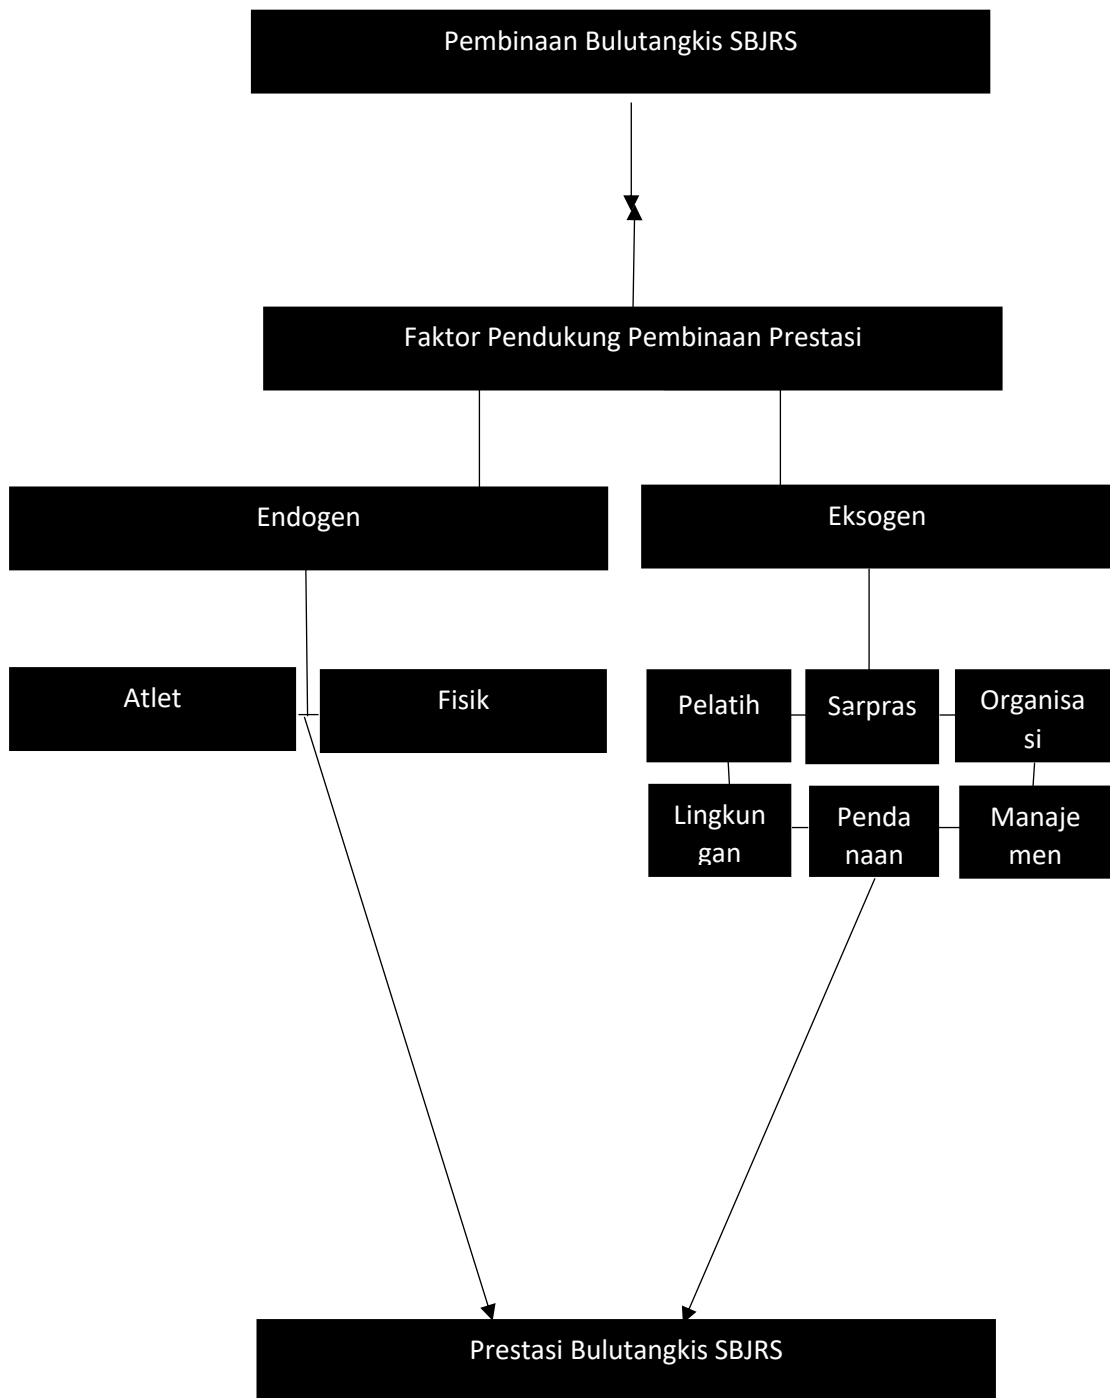 Pembinaan Bulutangkis SBJRS
Faktor Pendukung Pembinaan Prestasi
Endogen
Eksogen
Atlet
Fisik
Pelatih
Sarpras
Organisa
si
Lingkun
gan
Penda
naan
Manaje
men
Prestasi Bulutangkis SBJRS